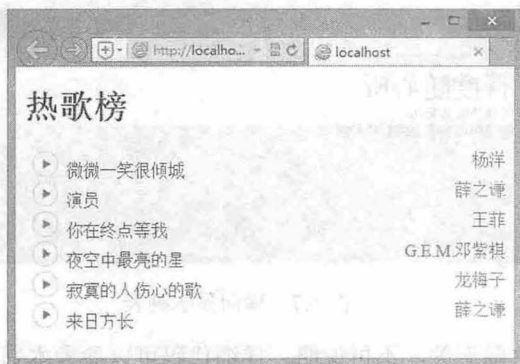 http://localho...
localhost
热歌榜
微微一笑很倾城 杨洋
演员 薛之谦
你在终点等我 王菲
夜空中最亮的星 G.E.M.邓紫棋
寂寞的人伤心的歌 龙梅子
来日方长 薛之谦